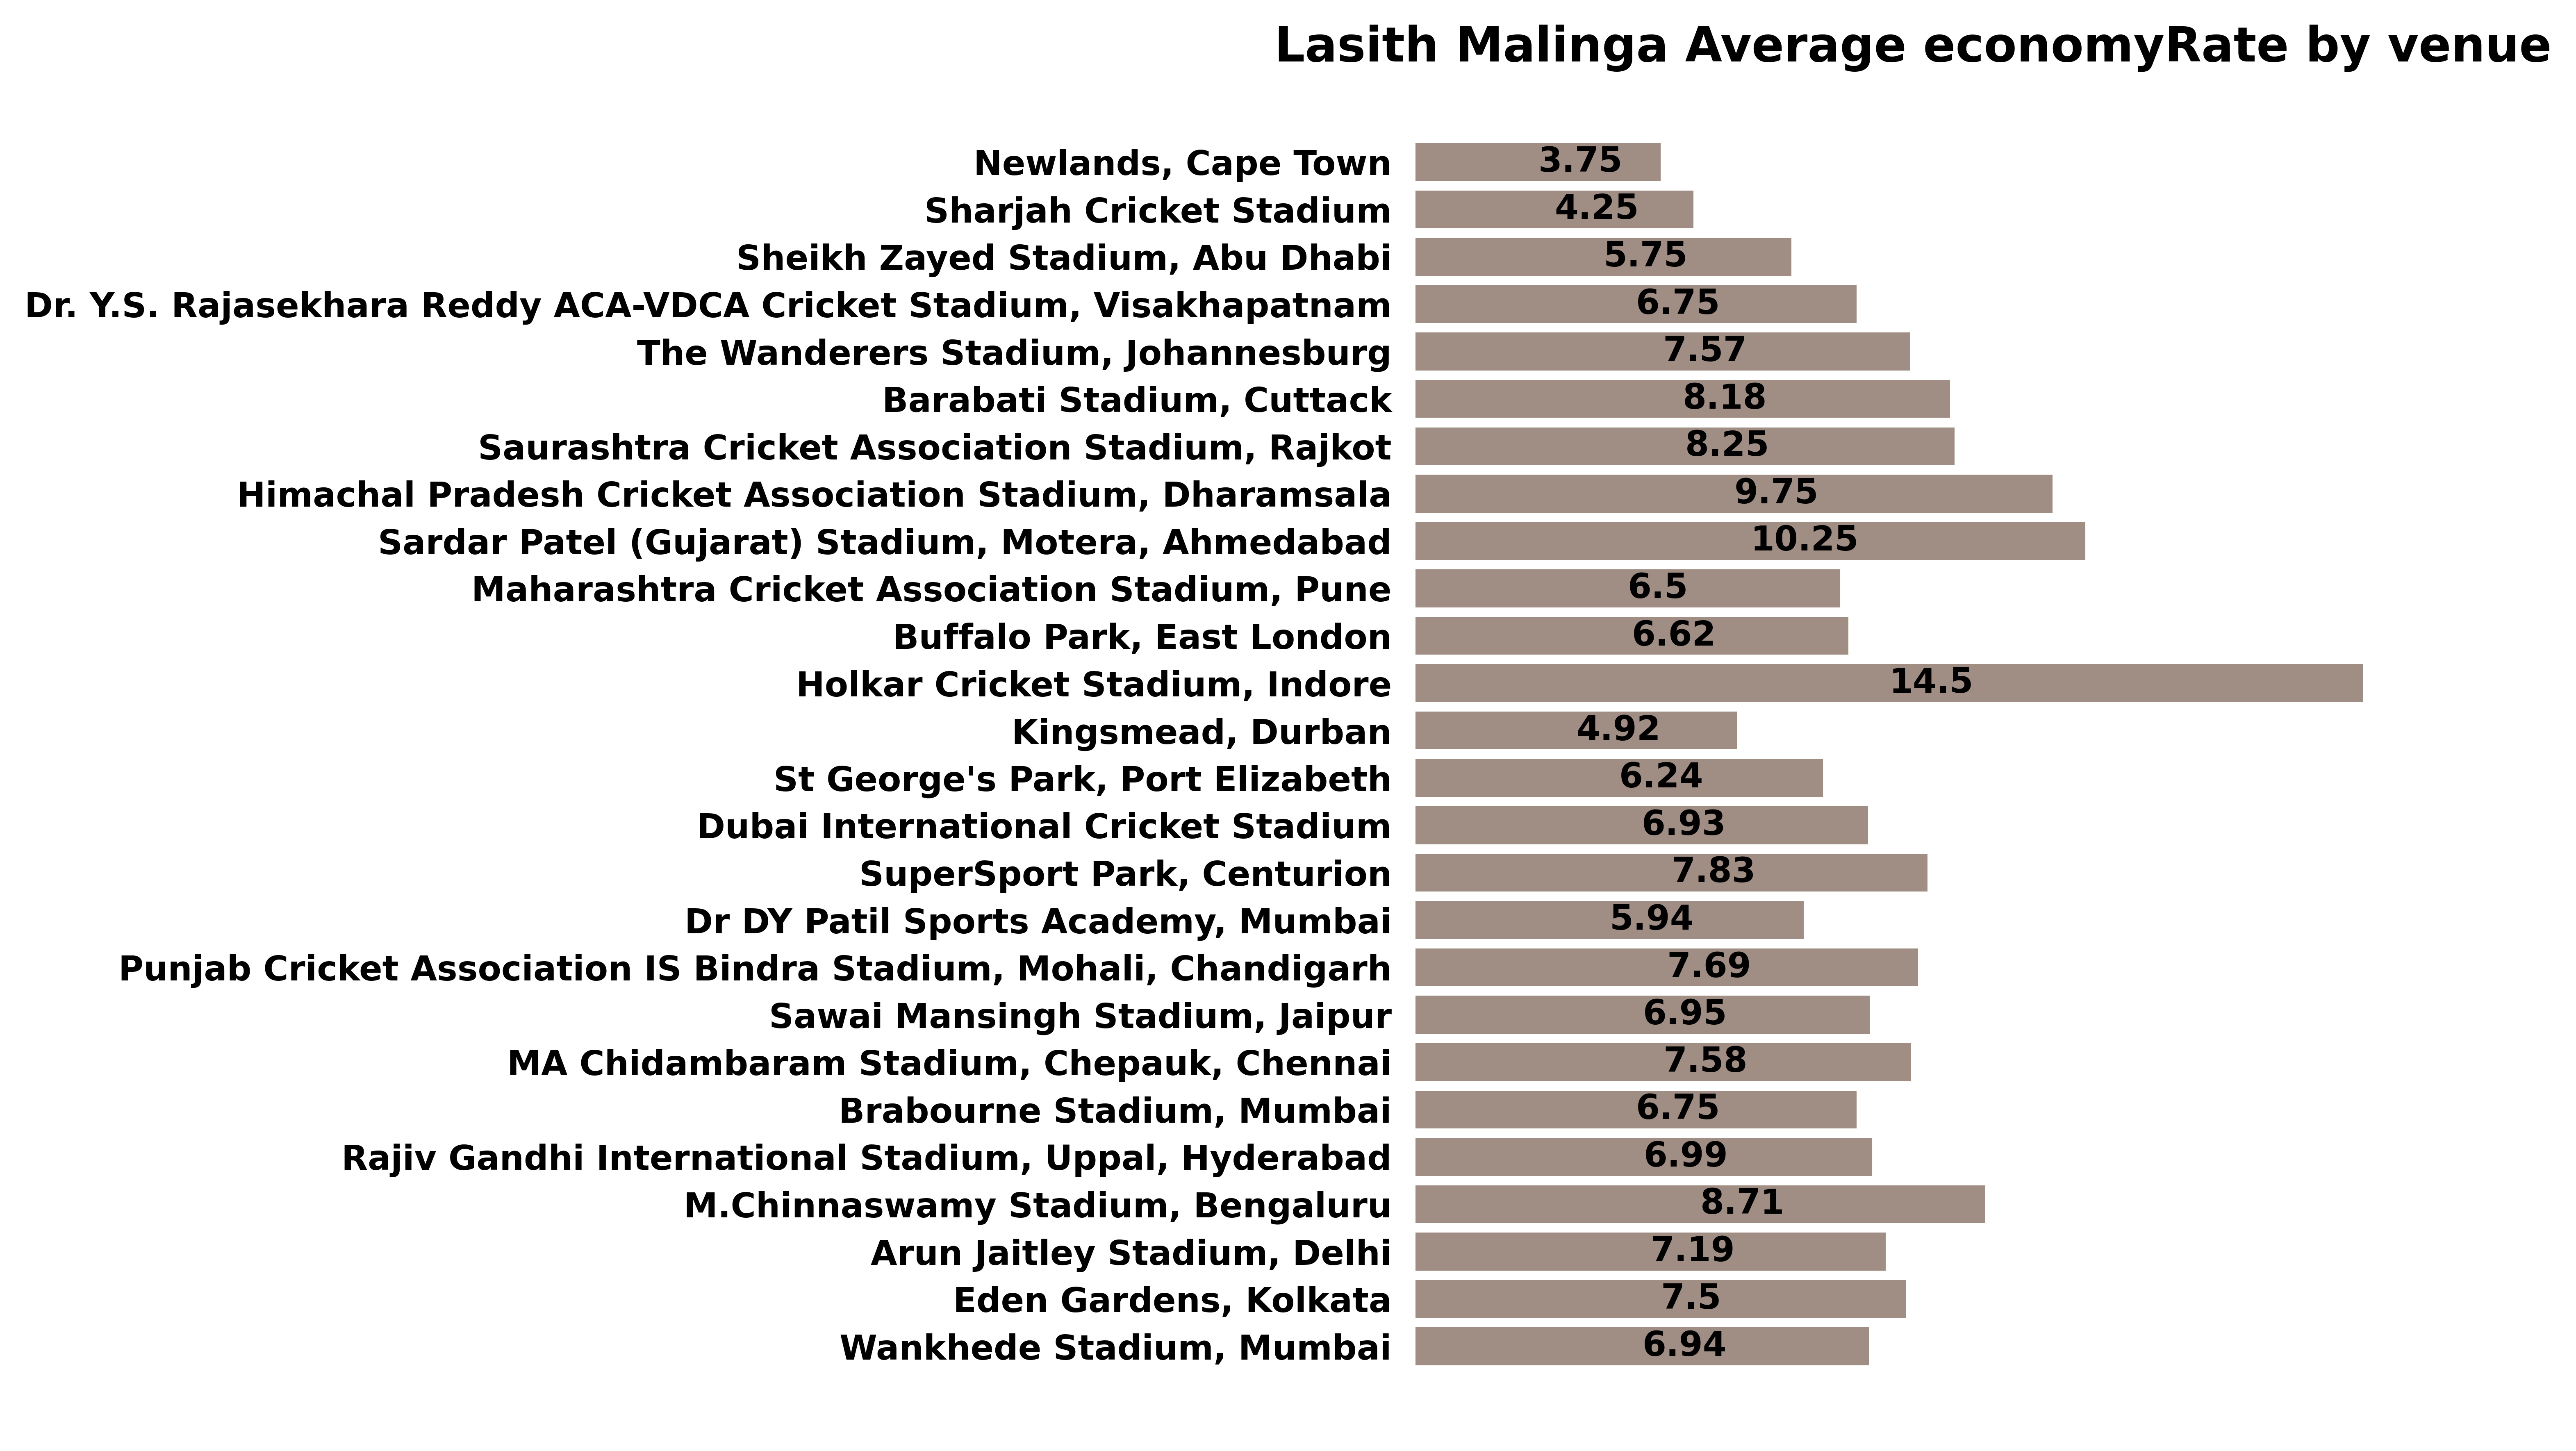 Lasith Malinga Average economyRate by venue
Newlands, Cape Town 3.75
Sharjah Cricket Stadium 4.25
Sheikh Zayed Stadium, Abu Dhabi 5.75
Dr. Y.S. Rajasekhara Reddy ACA-VDCA Cricket Stadium, Visakhapatnam 6.75
The Wanderers Stadium, Johannesburg 7.57
Barabati Stadium, Cuttack 8.18
Saurashtra Cricket Association Stadium, Rajkot 8.25
Himachal Pradesh Cricket Association Stadium, Dharamsala 9.75
Sardar Patel (Gujarat) Stadium, Motera, Ahmedabad 10.25
Maharashtra Cricket Association Stadium, Pune 6.5
Buffalo Park, East London 6.62
Holkar Cricket Stadium, Indore 14.5
Kingsmead, Durban 4.92
St George's Park, Port Elizabeth 6.24
Dubai International Cricket Stadium 6.93
SuperSport Park, Centurion 7.83
Dr DY Patil Sports Academy, Mumbai 5.94
Punjab Cricket Association IS Bindra Stadium, Mohali, Chandigarh 7.69
Sawai Mansingh Stadium, Jaipur 6.95
MA Chidambaram Stadium, Chepauk, Chennai 7.58
Brabourne Stadium, Mumbai 6.75
Rajiv Gandhi International Stadium, Uppal, Hyderabad 6.99
M.Chinnaswamy Stadium, Bengaluru 8.71
Arun Jaitley Stadium, Delhi 7.19
Eden Gardens, Kolkata 7.5
Wankhede Stadium, Mumbai 6.94